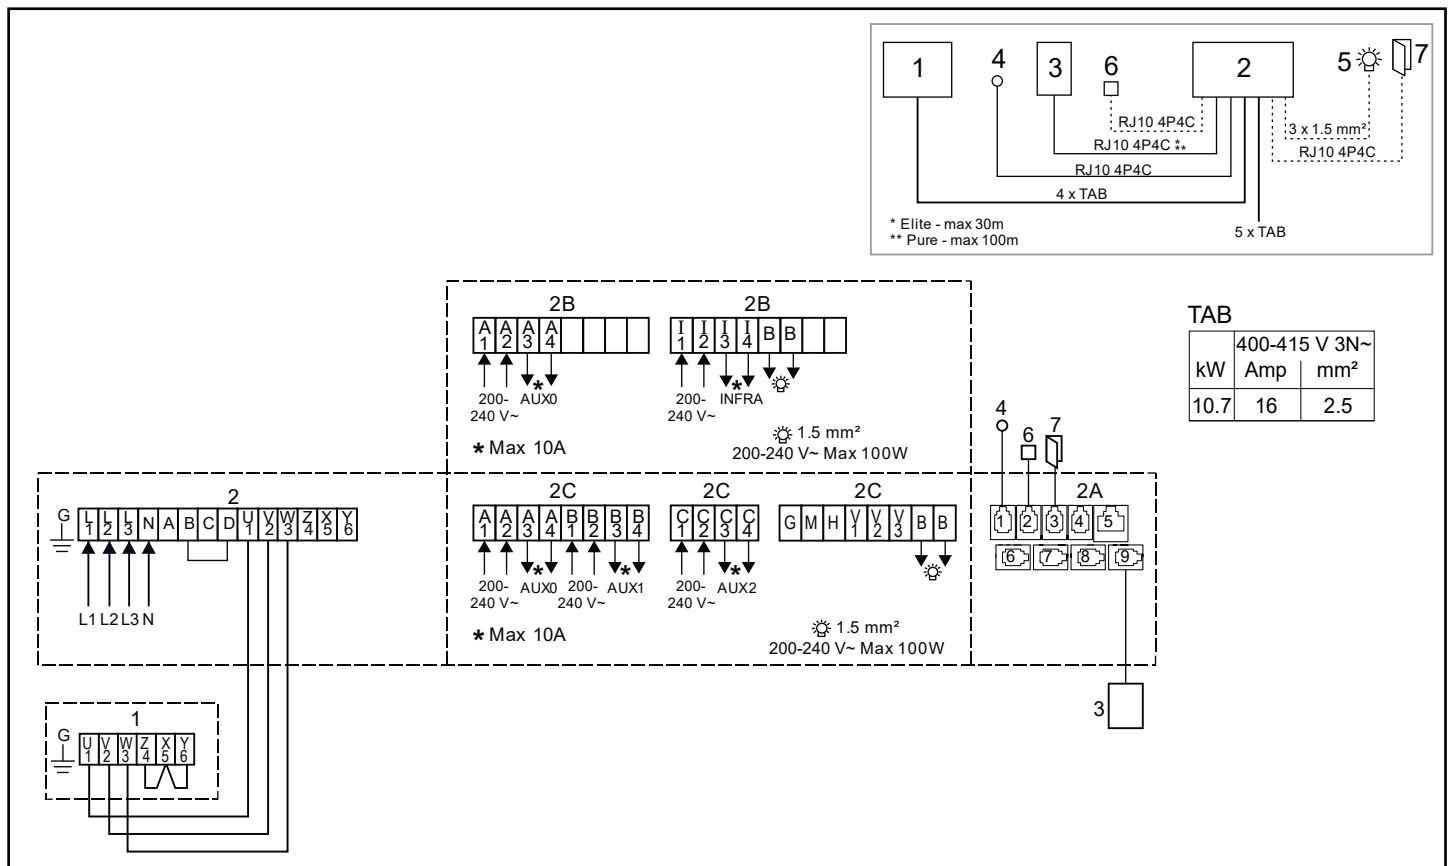 1
4
3
6
2
5
7
RJ10 4P4C
3 x 1.5 mm²
RJ10 4P4C * **
RJ10 4P4C
RJ10 4P4C
4 x TAB
* Elite - max 30m
** Pure - max 100m
5 x TAB
2B
A1 A2 A3 A4
200-240 V~
*
AUX0
* Max 10A
2B
I1 I2 I3 I4 B B
200-240 V~
*
INFRA
1.5 mm²
200-240 V~ Max 100W
TAB
400-415 V 3N~
kW Amp mm²
10.7 16 2.5
2
G L1 L2 L3 N A B C D U1 V2 W3 Z4 X5 Y6
L1 L2 L3 N
2C
A1 A2 A3 A4 B1 B2 B3 B4
200-240 V~
*
AUX0
200-240 V~
*
AUX1
* Max 10A
2C
C1 C2 C3 C4
200-240 V~
*
AUX2
2C
G M H V1 V2 V3 B B
1.5 mm²
200-240 V~ Max 100W
4
6
7
2A
1 2 3 4 5
6 7 8 9
3
1
G U1 V2 W3 Z4 X5 Y6